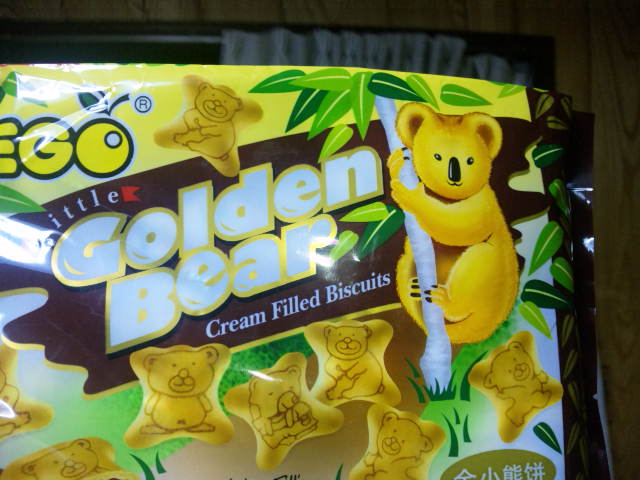 EGO®
Little
Golden
Bear
Cream Filled Biscuits
金小熊饼